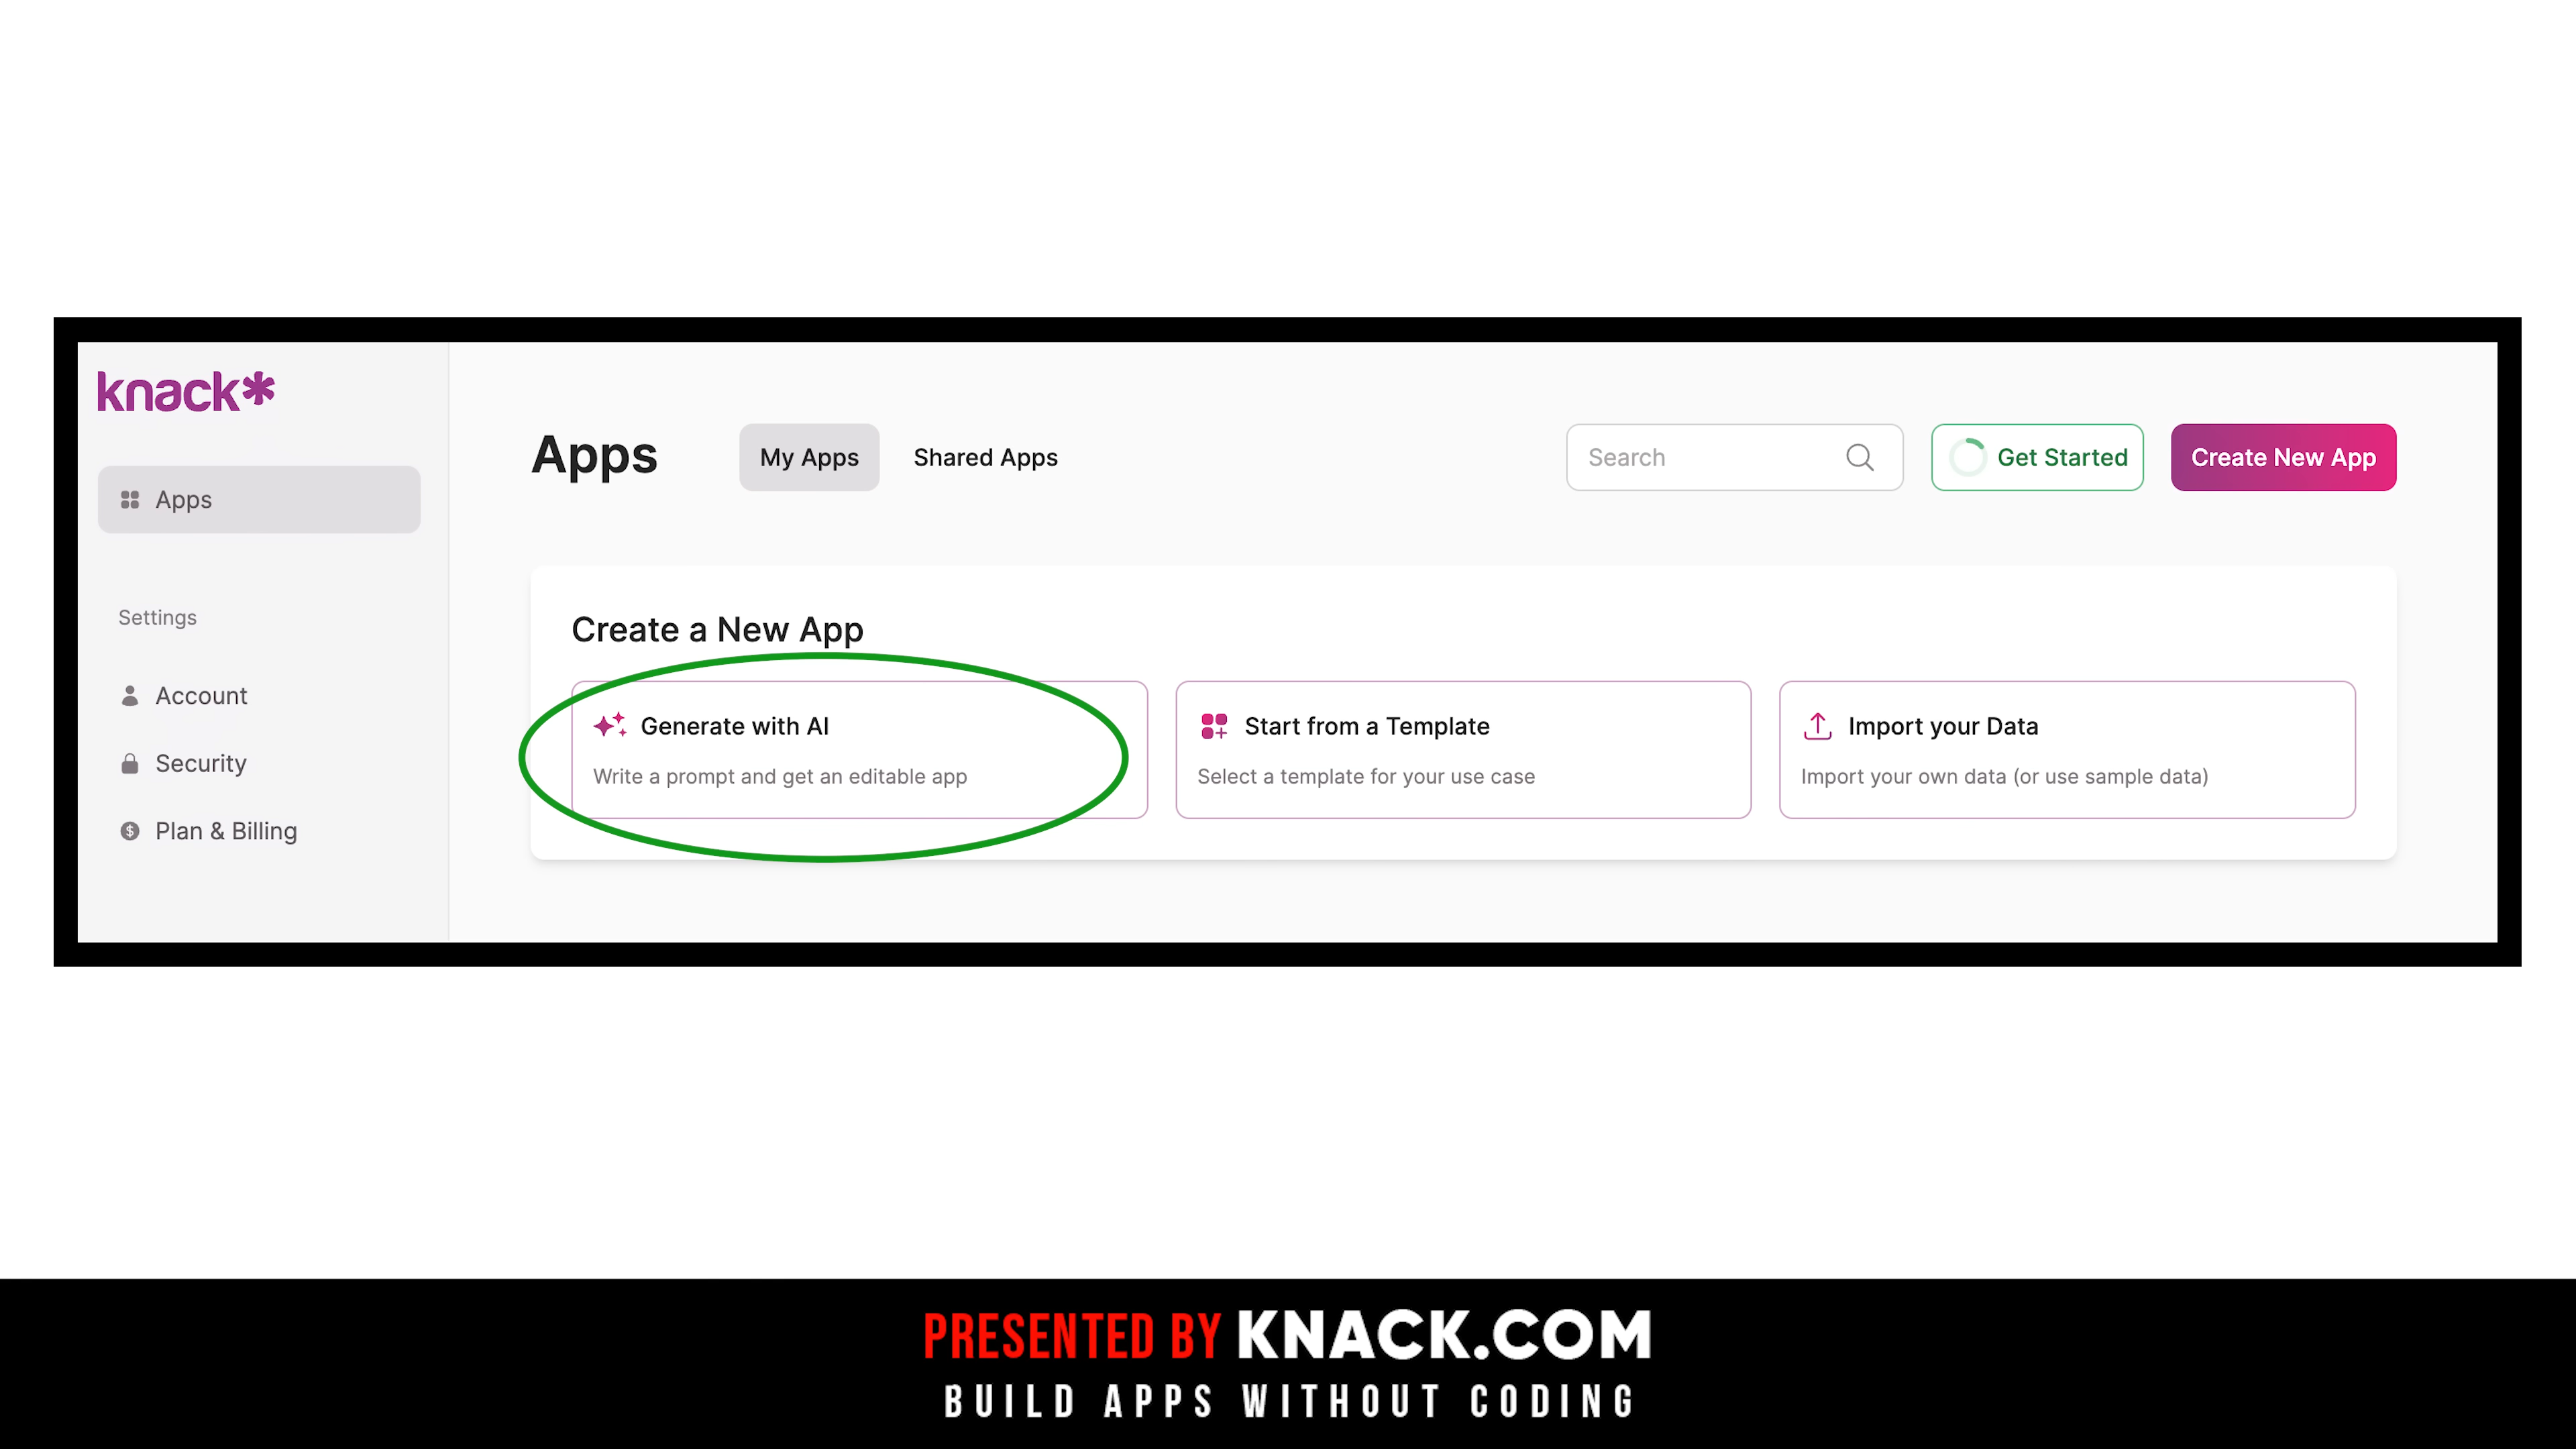 knack*
Apps
Settings
Account
Security
Plan & Billing
Apps
My Apps
Shared Apps
Search
Get Started
Create New App
Create a New App
Generate with AI
Write a prompt and get an editable app
Start from a Template
Select a template for your use case
Import your Data
Import your own data (or use sample data)
PRESENTED BY KNACK.COM
BUILD APPS WITHOUT CODING